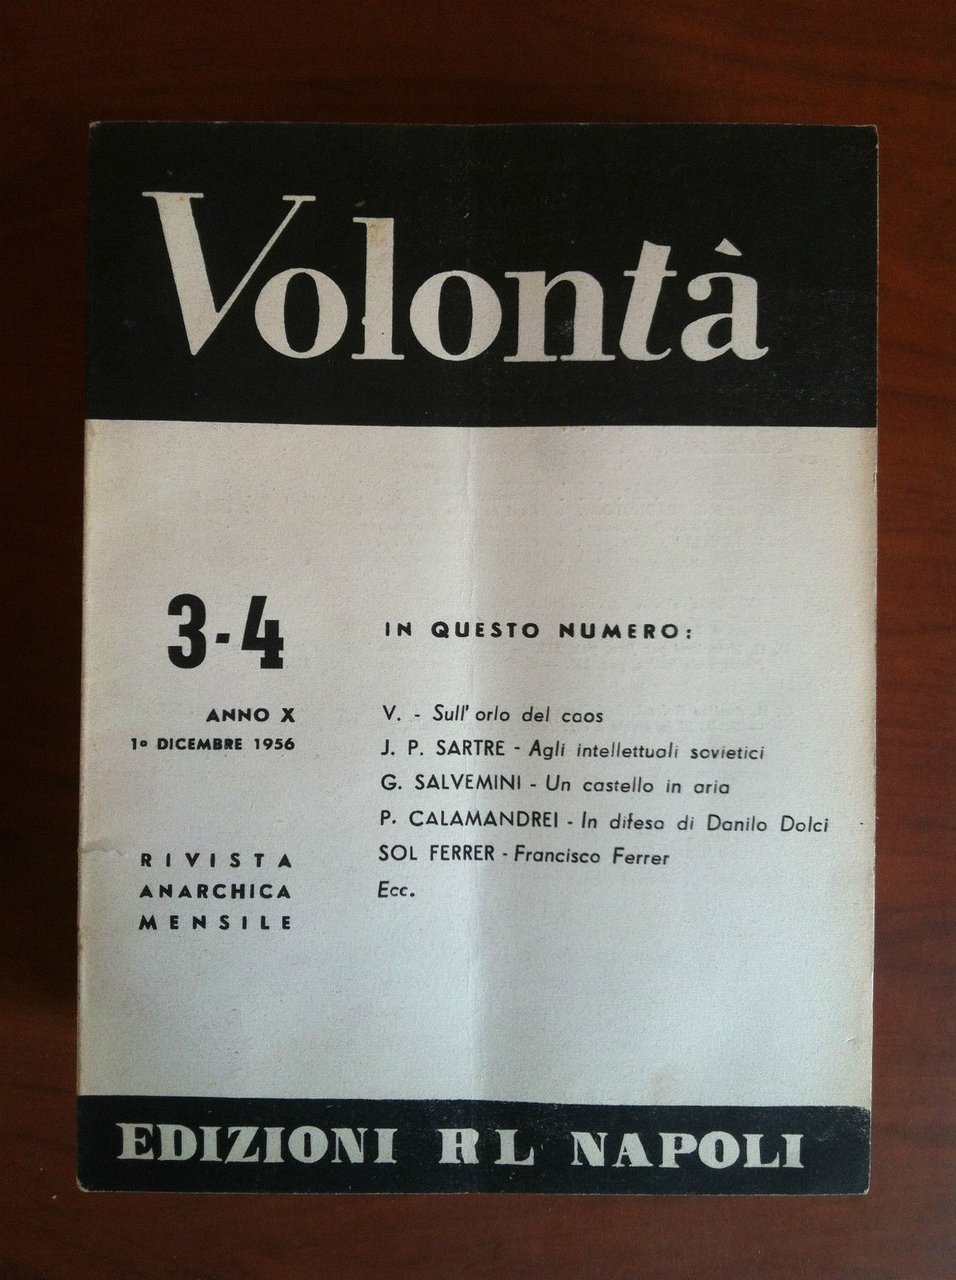 Volontà
3-4
ANNO X
1º DICEMBRE 1956
RIVISTA
ANARCHICA
MENSILE
IN QUESTO NUMERO:
V. - Sull' orlo del caos
J. P. SARTRE - Agli intellettuali sovietici
G. SALVEMINI - Un castello in aria
P. CALAMANDREI - In difesa di Danilo Dolci
SOL FERRER - Francisco Ferrer
Ecc.
EDIZIONI RL NAPOLI